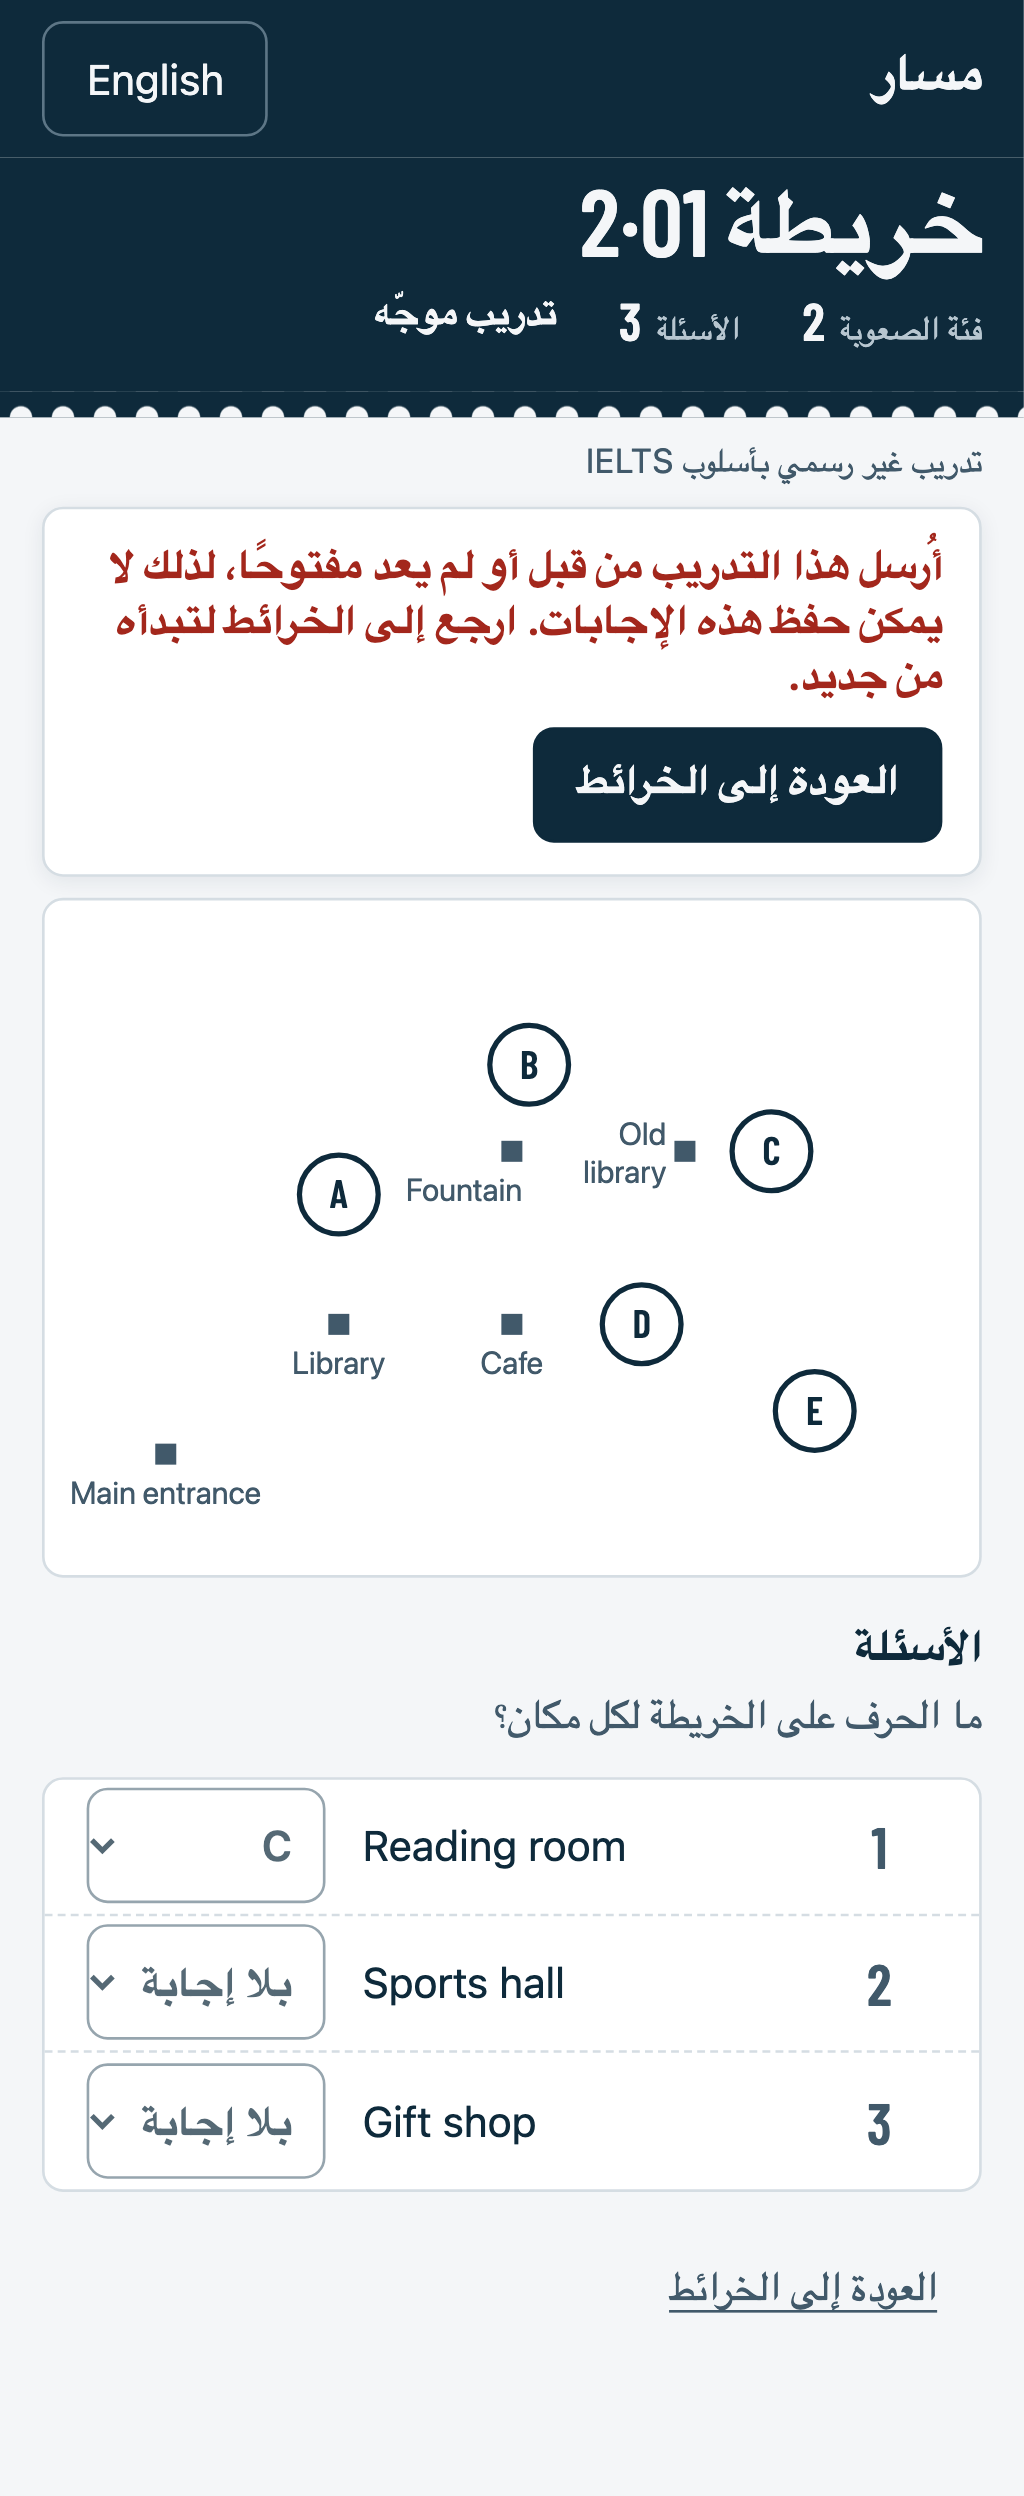 مسار
English
خريطة 2·01
فئة الصعوبة 2 الأسئلة 3 تدريب موجّه
تدريب غير رسمي بأسلوب IELTS
أُرسل هذا التدريب من قبل أو لم يعد مفتوحًا، لذلك لا
يمكن حفظ هذه الإجابات. ارجع إلى الخرائط لتبدأه
من جديد.
العودة إلى الخرائط
B
Old
library
C
A
Fountain
D
Library
Cafe
E
Main entrance
الأسئلة
ما الحرف على الخريطة لكل مكان؟
1 Reading room C
2 Sports hall بلا إجابة
3 Gift shop بلا إجابة
العودة إلى الخرائط